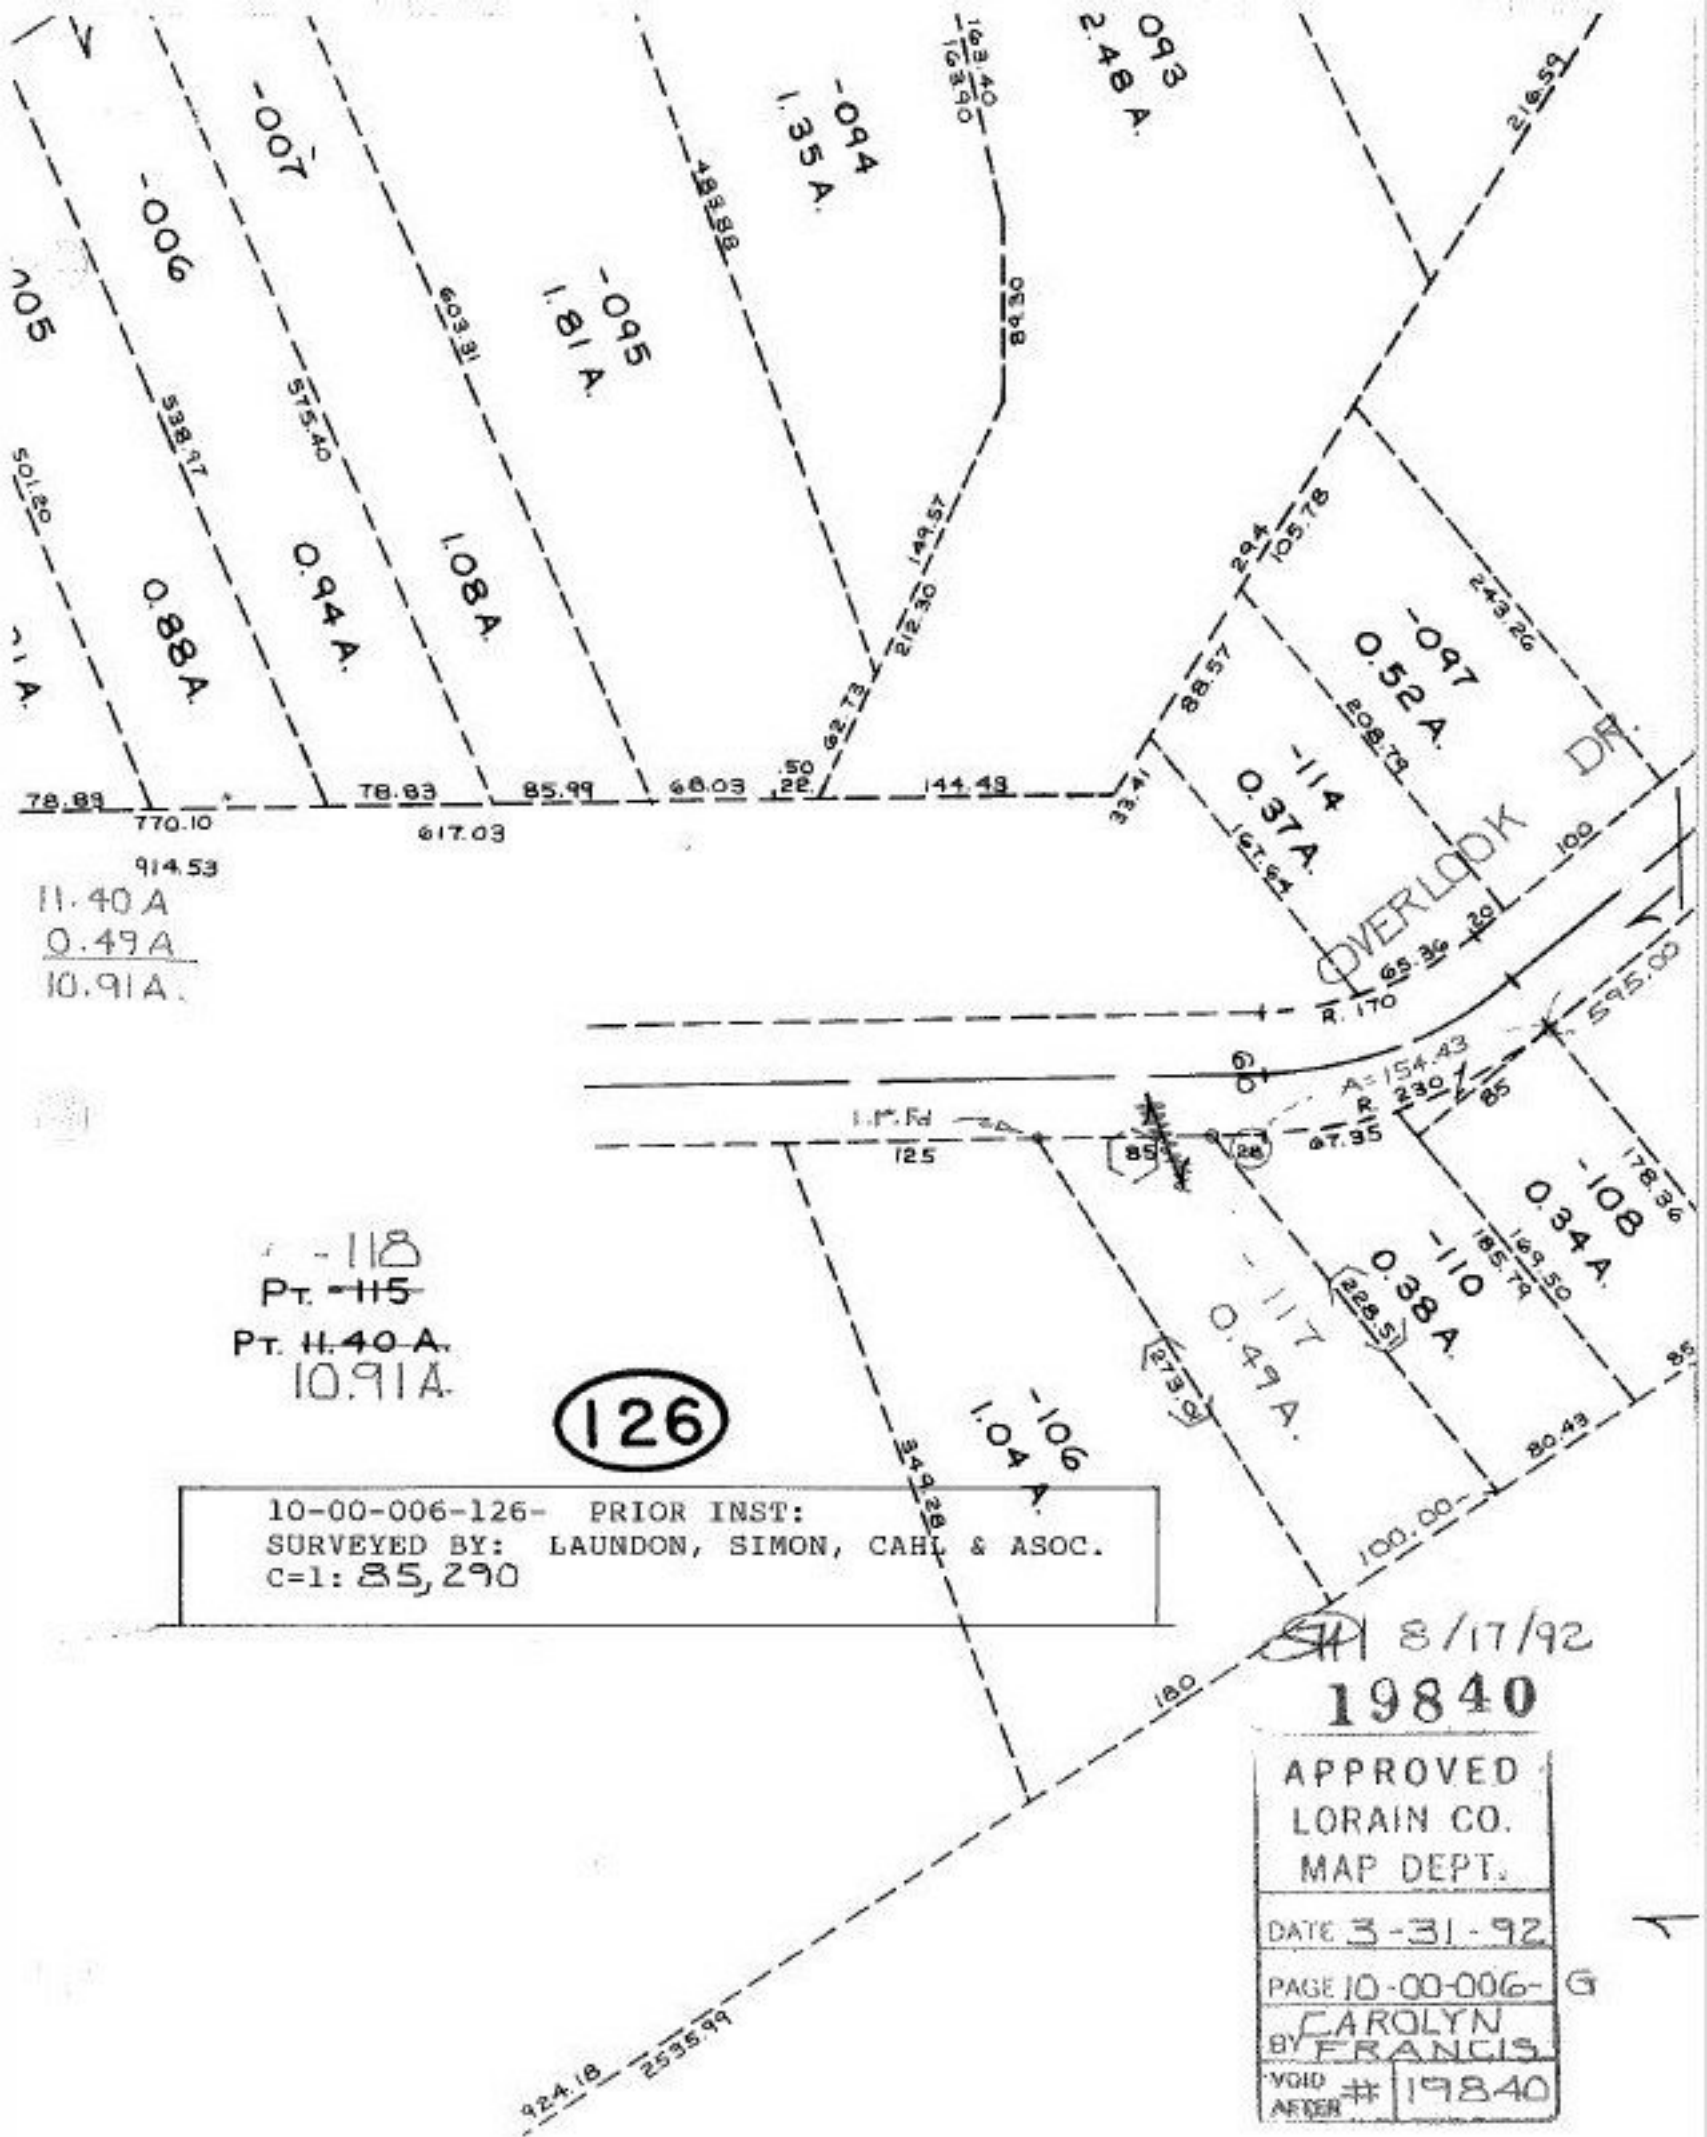 093
2.48 A.
163.40
163.90
216.59
-094
1.35 A.
-007
-006
05
483.88
-095
1.81 A.
603.31
89.30
575.40
538.97
501.20
149.57
212.30
62.73
294
105.78
88.57
243.26
-097
0.52 A.
208.79
1.08 A.
0.94 A.
0.88 A.
1 A.
-114
0.37 A.
167.64
33.41
OVERLOOK DR.
78.89
770.10
914.53
78.83
617.03
85.99
68.03
.50
22
144.43
100
20
65.36
R. 170
11.40 A
0.49 A
10.91 A.
595.00
60
A=154.43
R 230
85
67.35
28
85
I.P. Fd
125
178.36
-108
0.34 A.
169.50
185.79
-110
0.38 A.
228.51
-117
0.49 A.
-118
PT. -115
PT. 11.40 A.
10.91 A.
126
-106
1.04 A.
349.28
85
80.43
100.00
10-00-006-126- PRIOR INST:
SURVEYED BY: LAUNDON, SIMON, CAHL & ASOC.
C=1: 85,290
8/17/92
19840
180
APPROVED
LORAIN CO.
MAP DEPT.
DATE 3-31-92
PAGE 10-00-006- G
BY CAROLYN
FRANCIS
VOID
AFTER # 19840
924.18
2535.99